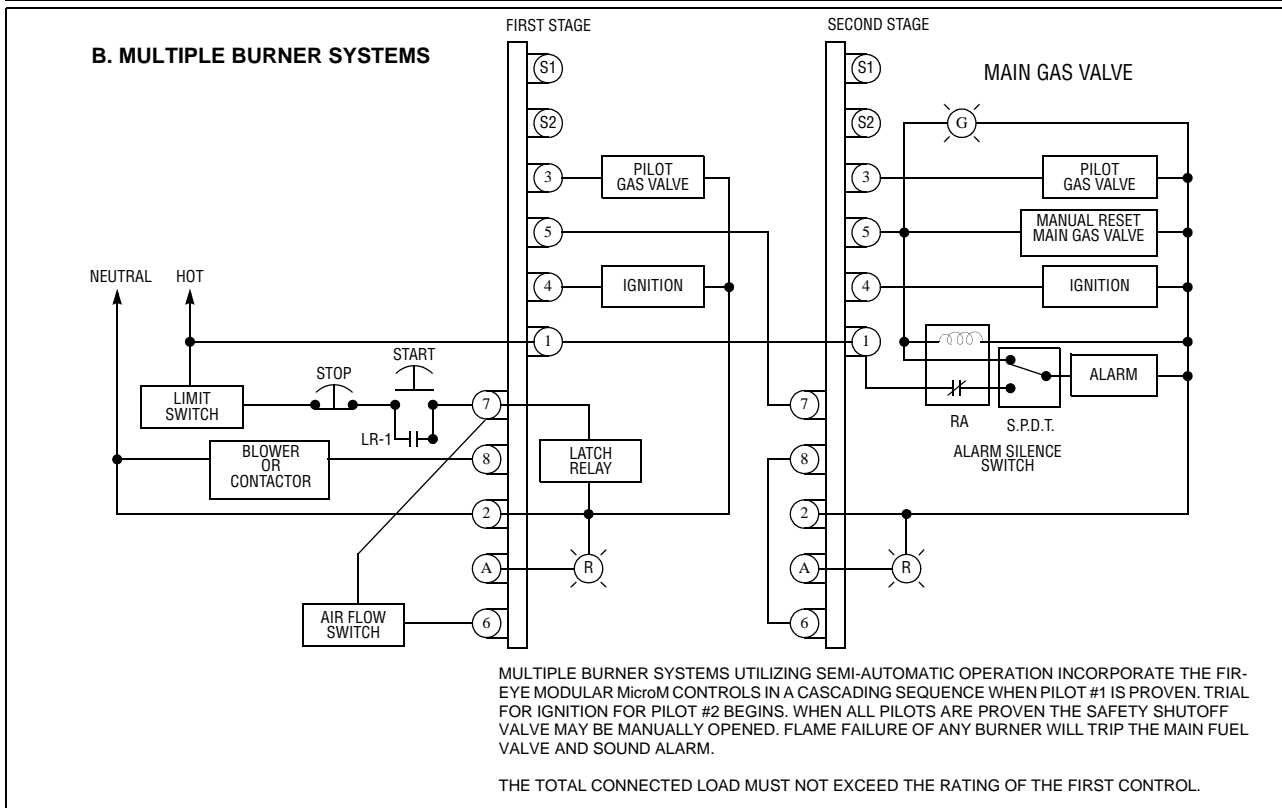 B. MULTIPLE BURNER SYSTEMS
FIRST STAGE
SECOND STAGE
MAIN GAS VALVE
S1
S2
3
5
4
1
7
8
2
A
6
PILOT
GAS VALVE
IGNITION
LATCH
RELAY
R
NEUTRAL
HOT
LIMIT
SWITCH
STOP
START
LR-1
BLOWER
OR
CONTACTOR
AIR FLOW
SWITCH
S1
S2
3
5
4
1
7
8
2
A
6
G
PILOT
GAS VALVE
MANUAL RESET
MAIN GAS VALVE
IGNITION
ALARM
RA
S.P.D.T.
ALARM SILENCE
SWITCH
R
MULTIPLE BURNER SYSTEMS UTILIZING SEMI-AUTOMATIC OPERATION INCORPORATE THE FIR-
EYE MODULAR MicroM CONTROLS IN A CASCADING SEQUENCE WHEN PILOT #1 IS PROVEN. TRIAL
FOR IGNITION FOR PILOT #2 BEGINS. WHEN ALL PILOTS ARE PROVEN THE SAFETY SHUTOFF
VALVE MAY BE MANUALLY OPENED. FLAME FAILURE OF ANY BURNER WILL TRIP THE MAIN FUEL
VALVE AND SOUND ALARM.
THE TOTAL CONNECTED LOAD MUST NOT EXCEED THE RATING OF THE FIRST CONTROL.